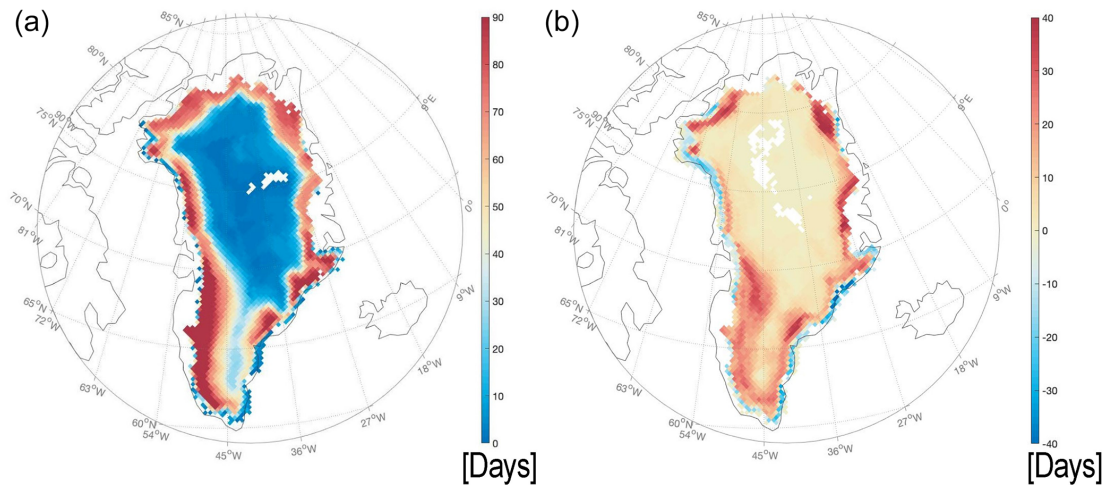 (a)
85°N
80°N
75°N
90°W
70°N
81°W
65°N
72°W
63°W
60°N
54°W
45°W
36°W
27°W
18°W
9°W
0°
9°E
90
80
70
60
50
40
30
20
10
0
[Days]
(b)
85°N
80°N
75°N
90°W
70°N
81°W
65°N
72°W
63°W
60°N
54°W
45°W
36°W
27°W
18°W
9°W
0°
9°E
40
30
20
10
0
-10
-20
-30
-40
[Days]